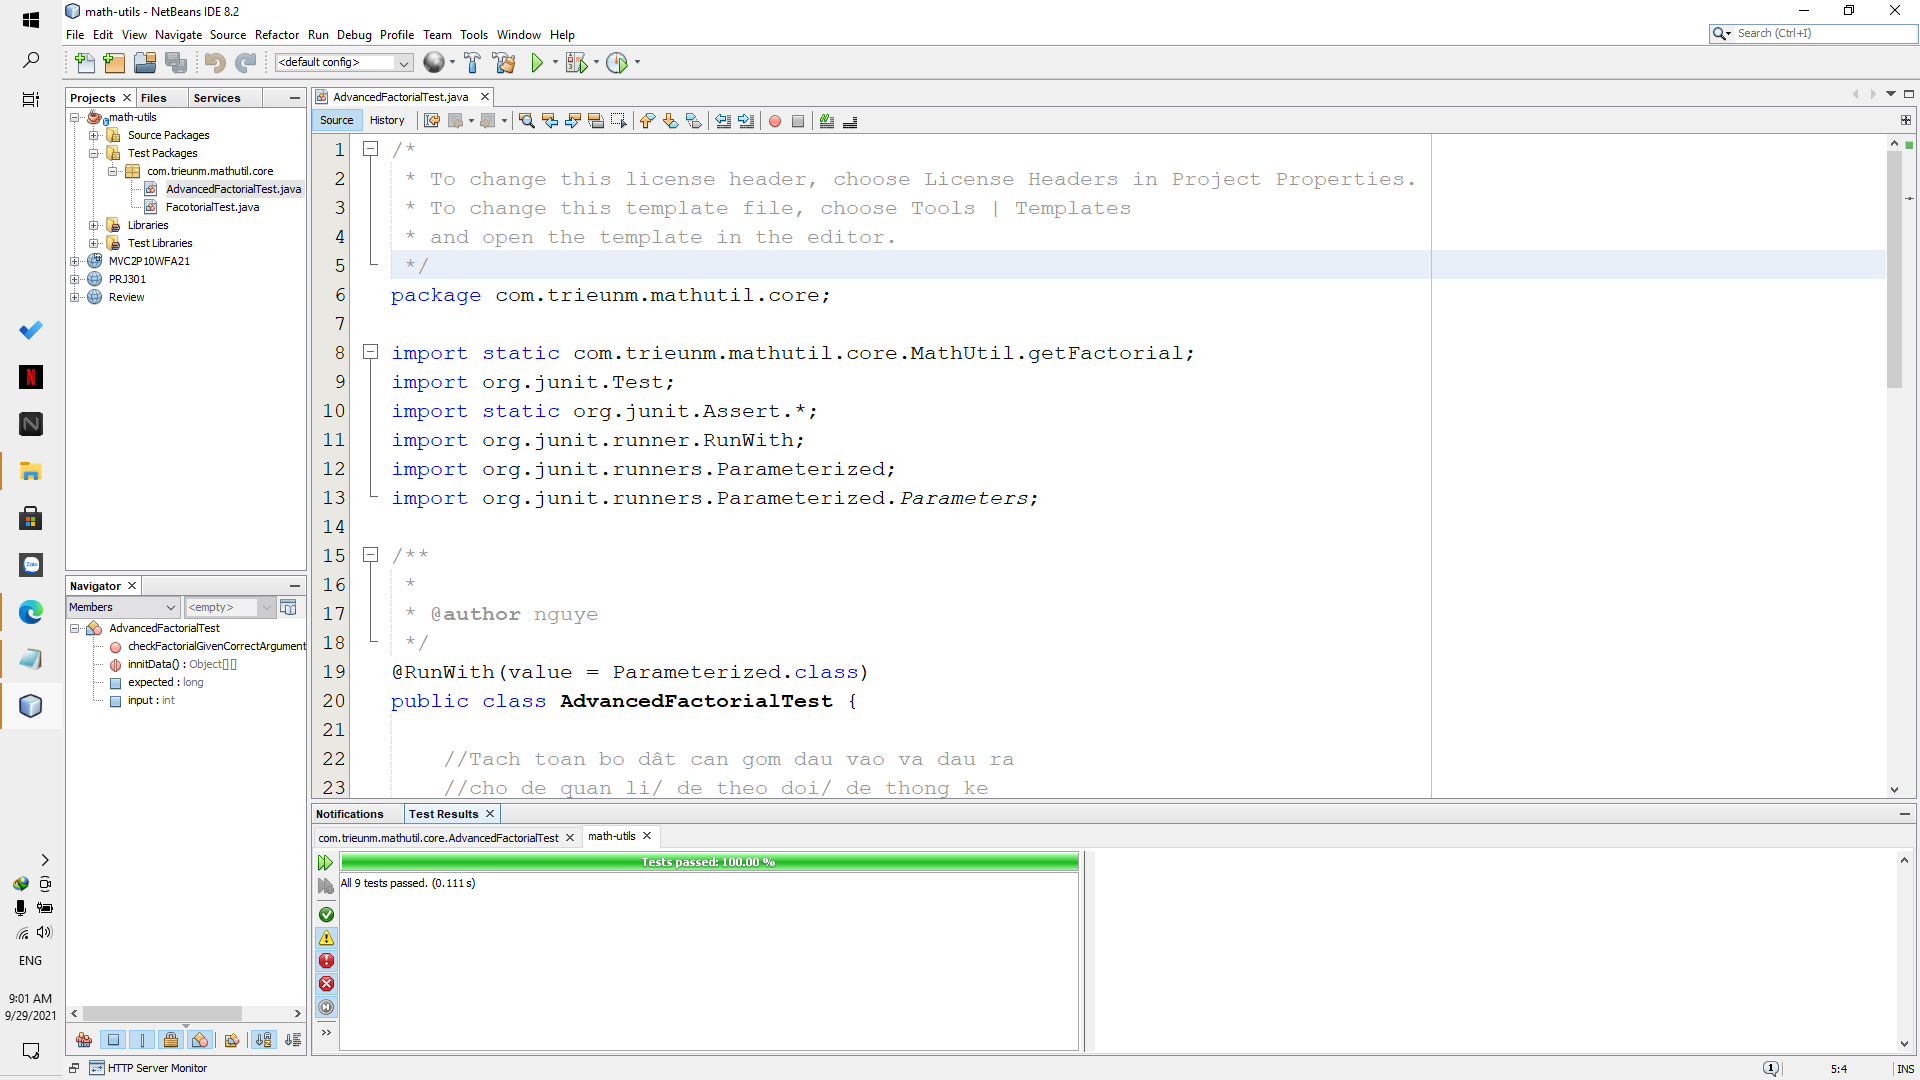 math-utils - NetBeans IDE 8.2
File Edit View Navigate Source Refactor Run Debug Profile Team Tools Window Help
Search (Ctrl+I)
<default config>
Projects Files Services
math-utils
Source Packages
Test Packages
com.trieunm.mathutil.core
AdvancedFactorialTest.java
FacotorialTest.java
Libraries
Test Libraries
MVC2P10WFA21
PRJ301
Review
Navigator
Members <empty>
AdvancedFactorialTest
checkFactorialGivenCorrectArgument
innitData() : Object[][]
expected : long
input : int
AdvancedFactorialTest.java
Source History
1 /*
2 * To change this license header, choose License Headers in Project Properties.
3 * To change this template file, choose Tools | Templates
4 * and open the template in the editor.
5 */
6 package com.trieunm.mathutil.core;
7
8 import static com.trieunm.mathutil.core.MathUtil.getFactorial;
9 import org.junit.Test;
10 import static org.junit.Assert.*;
11 import org.junit.runner.RunWith;
12 import org.junit.runners.Parameterized;
13 import org.junit.runners.Parameterized.Parameters;
14
15 /**
16 *
17 * @author nguye
18 */
19 @RunWith(value = Parameterized.class)
20 public class AdvancedFactorialTest {
21
22 //Tach toan bo dât can gom dau vao va dau ra
23 //cho de quan li/ de theo doi/ de thong ke
Notifications Test Results
com.trieunm.mathutil.core.AdvancedFactorialTest math-utils
Tests passed: 100.00 %
All 9 tests passed. (0.111 s)
Zalo
ENG
9:01 AM
9/29/2021
HTTP Server Monitor
1
5:4
INS